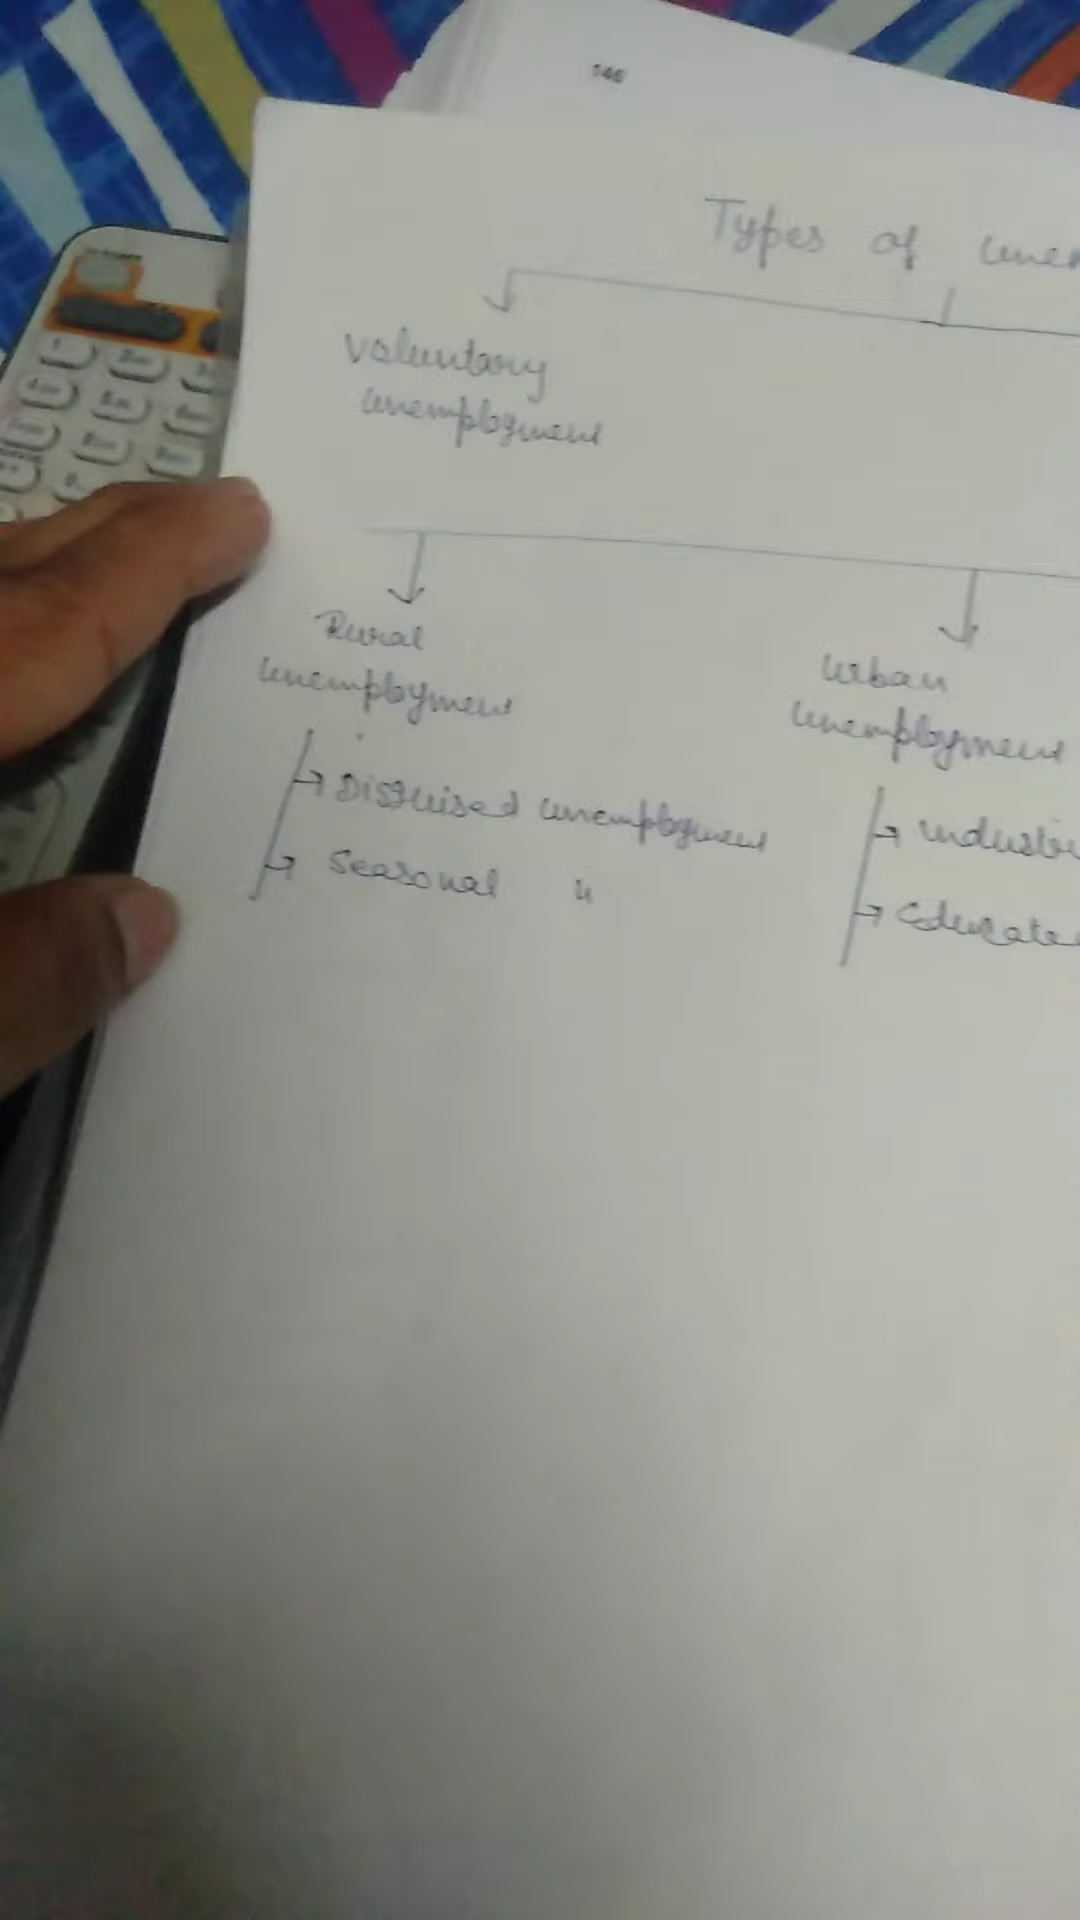 146
Types of
Voluntary
unemployment
Rural
unemployment
Urban
unemployment
Disguised unemployment
Seasonal "